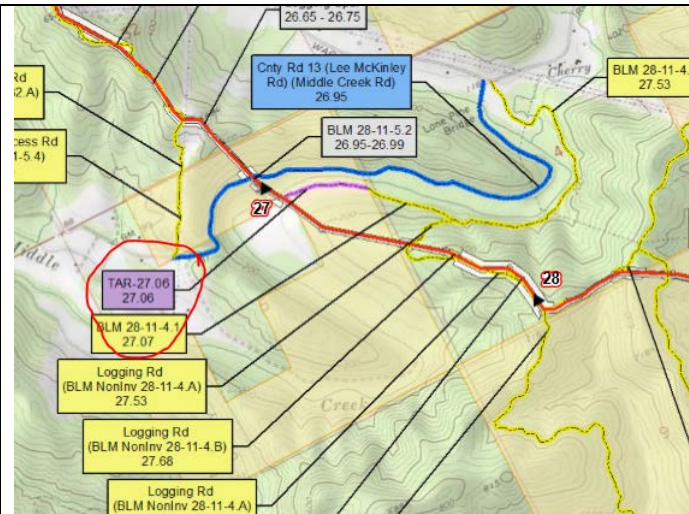 26.65 - 26.75
Cnty Rd 13 (Lee McKinley
Rd) (Middle Creek Rd)
26.95
Cherry
BLM 28-11-4.
27.53
Rd
32.A)
Lone Pine
Bridge
4
BLM 28-11-5.2
26.95-26.99
cess Rd
1-5.4)
27
Middle
28
TAR-27.06
27.06
BLM 28-11-4.1
27.07
Logging Rd
(BLM NonInv 28-11-4.A)
27.53
Creek
Logging Rd
(BLM NonInv 28-11-4.B)
27.68
9
Logging Rd
(BLM NonInv 28-11-4.A)